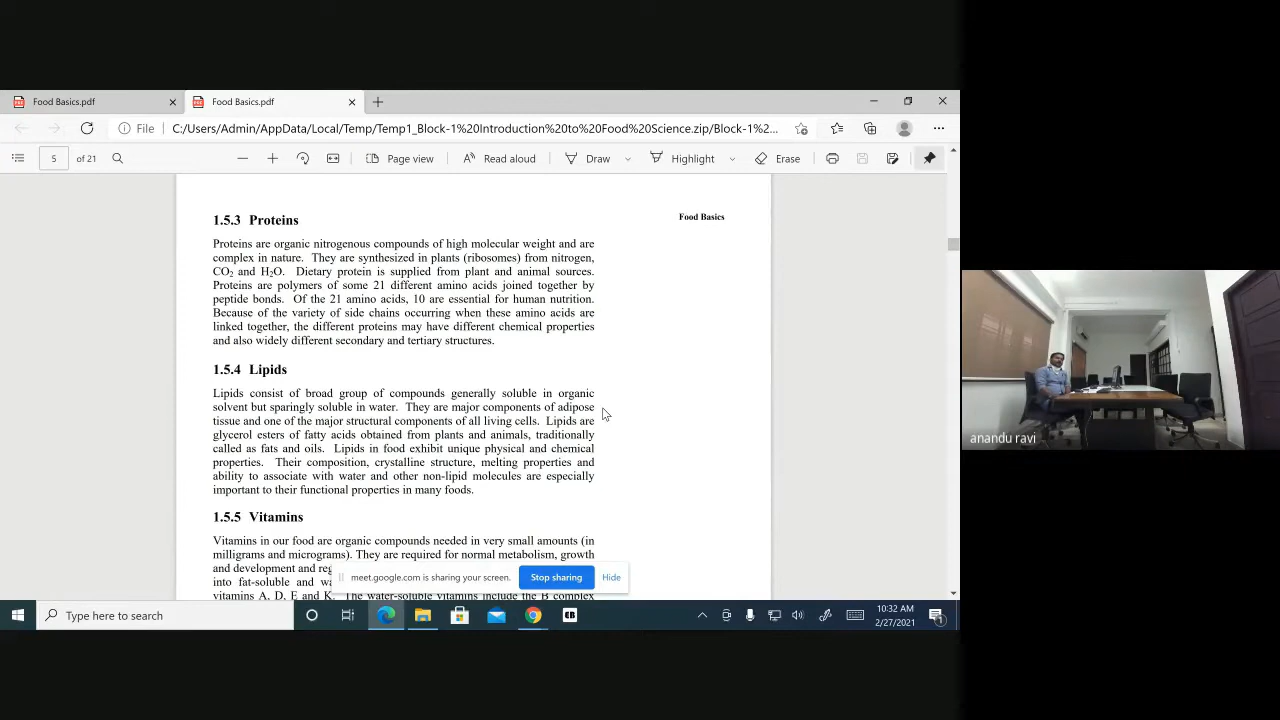 Food Basics.pdf
Food Basics.pdf
File
C:/Users/Admin/AppData/Local/Temp/Temp1_Block-1%20Introduction%20to%20Food%20Science.zip/Block-1%2...
5 of 21
Page view
Read aloud
Draw
Highlight
Erase
Food Basics
1.5.3 Proteins
Proteins are organic nitrogenous compounds of high molecular weight and are
complex in nature. They are synthesized in plants (ribosomes) from nitrogen,
CO2 and H2O. Dietary protein is supplied from plant and animal sources.
Proteins are polymers of some 21 different amino acids joined together by
peptide bonds. Of the 21 amino acids, 10 are essential for human nutrition.
Because of the variety of side chains occurring when these amino acids are
linked together, the different proteins may have different chemical properties
and also widely different secondary and tertiary structures.
1.5.4 Lipids
Lipids consist of broad group of compounds generally soluble in organic
solvent but sparingly soluble in water. They are major components of adipose
tissue and one of the major structural components of all living cells. Lipids are
glycerol esters of fatty acids obtained from plants and animals, traditionally
called as fats and oils. Lipids in food exhibit unique physical and chemical
properties. Their composition, crystalline structure, melting properties and
ability to associate with water and other non-lipid molecules are especially
important to their functional properties in many foods.
1.5.5 Vitamins
Vitamins in our food are organic compounds needed in very small amounts (in
milligrams and micrograms). They are required for normal metabolism, growth
and development and
into fat-soluble and
vitamins A, D, E and K. The water-soluble vitamins include the B complex
meet.google.com is sharing your screen.
Stop sharing
Hide
anandu ravi
Type here to search
10:32 AM
2/27/2021
1